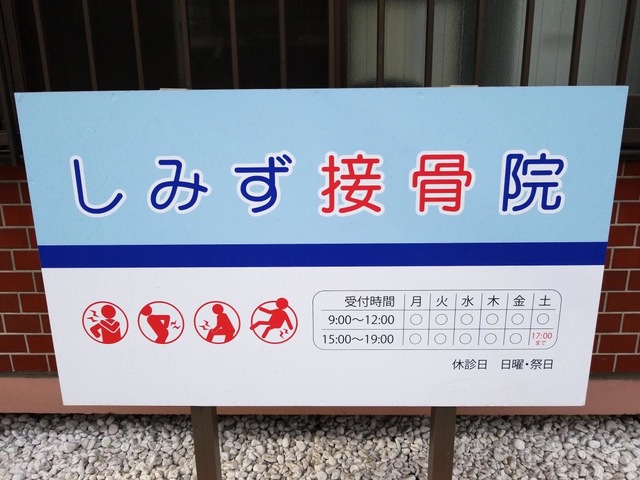 しみず接骨院
受付時間 月 火 水 木 金 土
9:00～12:00 ○ ○ ○ ○ ○ ○
15:00～19:00 ○ ○ ○ ○ ○ 17:00まで
休診日 日曜・祭日